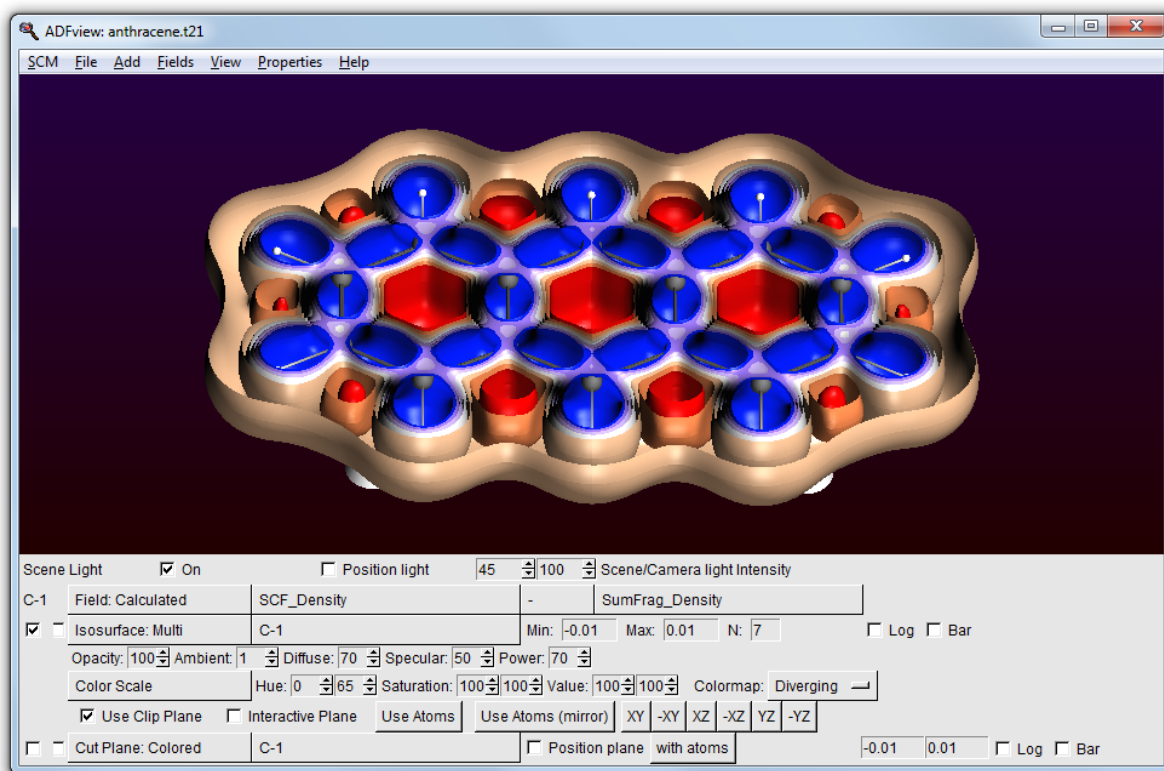 ADFview: anthracene.t21
SCM File Add Fields View Properties Help
Scene Light On Position light 45 100 Scene/Camera light Intensity
C-1 Field: Calculated SCF_Density - SumFrag_Density
Isosurface: Multi C-1 Min: -0.01 Max: 0.01 N: 7 Log Bar
Opacity: 100 Ambient: 1 Diffuse: 70 Specular: 50 Power: 70
Color Scale Hue: 0 65 Saturation: 100 100 Value: 100 100 Colormap: Diverging
Use Clip Plane Interactive Plane Use Atoms Use Atoms (mirror) XY -XY XZ -XZ YZ -YZ
Cut Plane: Colored C-1 Position plane with atoms -0.01 0.01 Log Bar